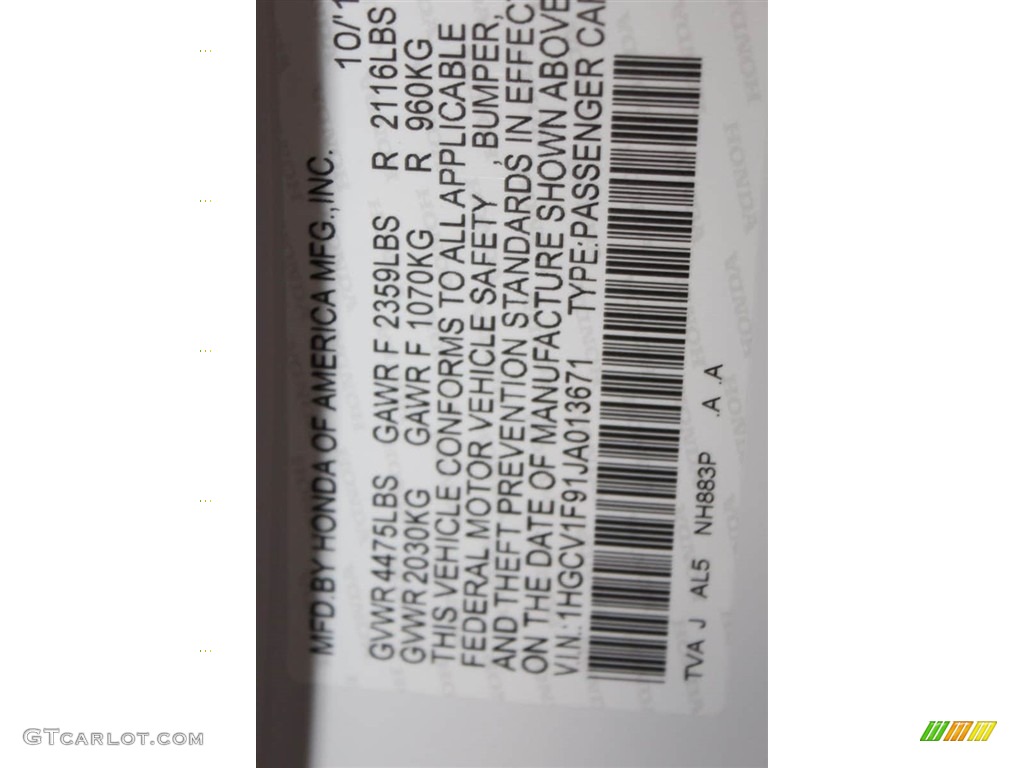 MFD.BY HONDA OF AMERICA MFG.,INC. 10/'1
GVWR 4475LBS GAWR F 2359LBS R 2116LBS
GVWR 2030KG GAWR F 1070KG R 960KG
THIS VEHICLE CONFORMS TO ALL APPLICABLE
FEDERAL MOTOR VEHICLE SAFETY , BUMPER,
AND THEFT PREVENTION STANDARDS IN EFFECT
ON THE DATE OF MANUFACTURE SHOWN ABOVE
V.I.N.: 1HGCV1F91JA013671 TYPE:PASSENGER CAR
TVA J AL5 NH883P .A .A
GTCARLOT.COM